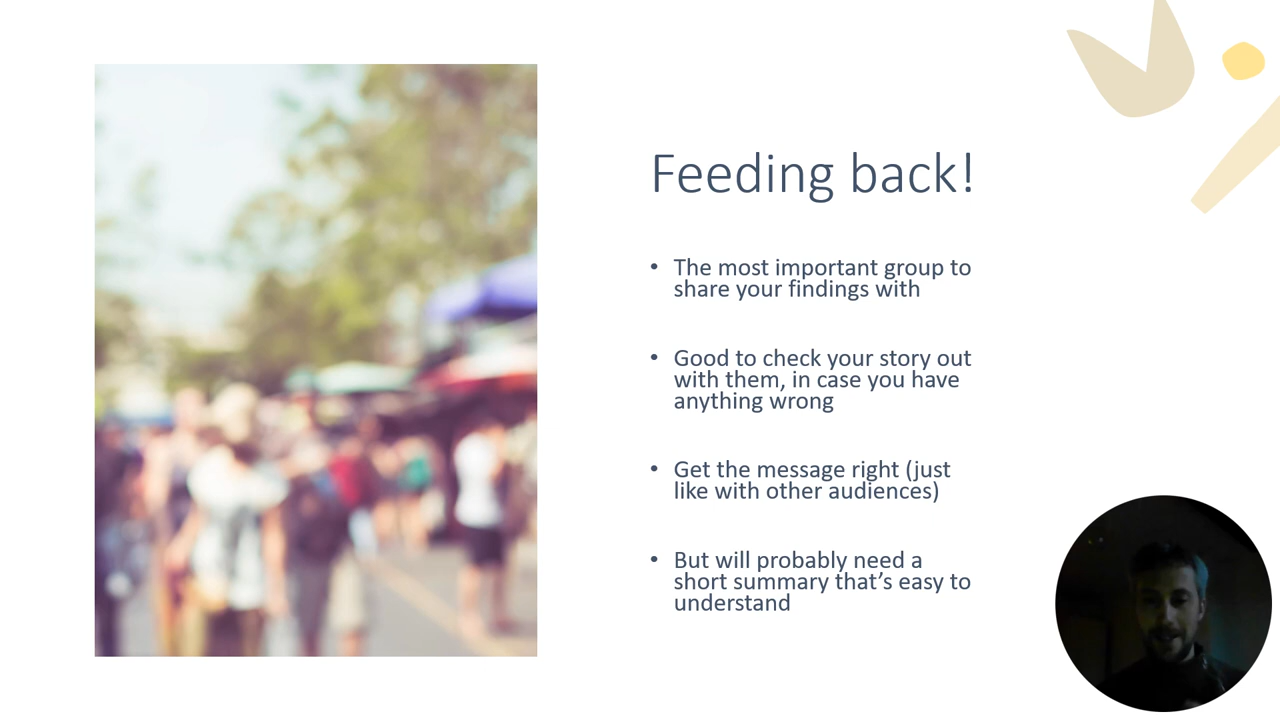 Feeding back!
• The most important group to
share your findings with
• Good to check your story out
with them, in case you have
anything wrong
• Get the message right (just
like with other audiences)
• But will probably need a
short summary that’s easy to
understand